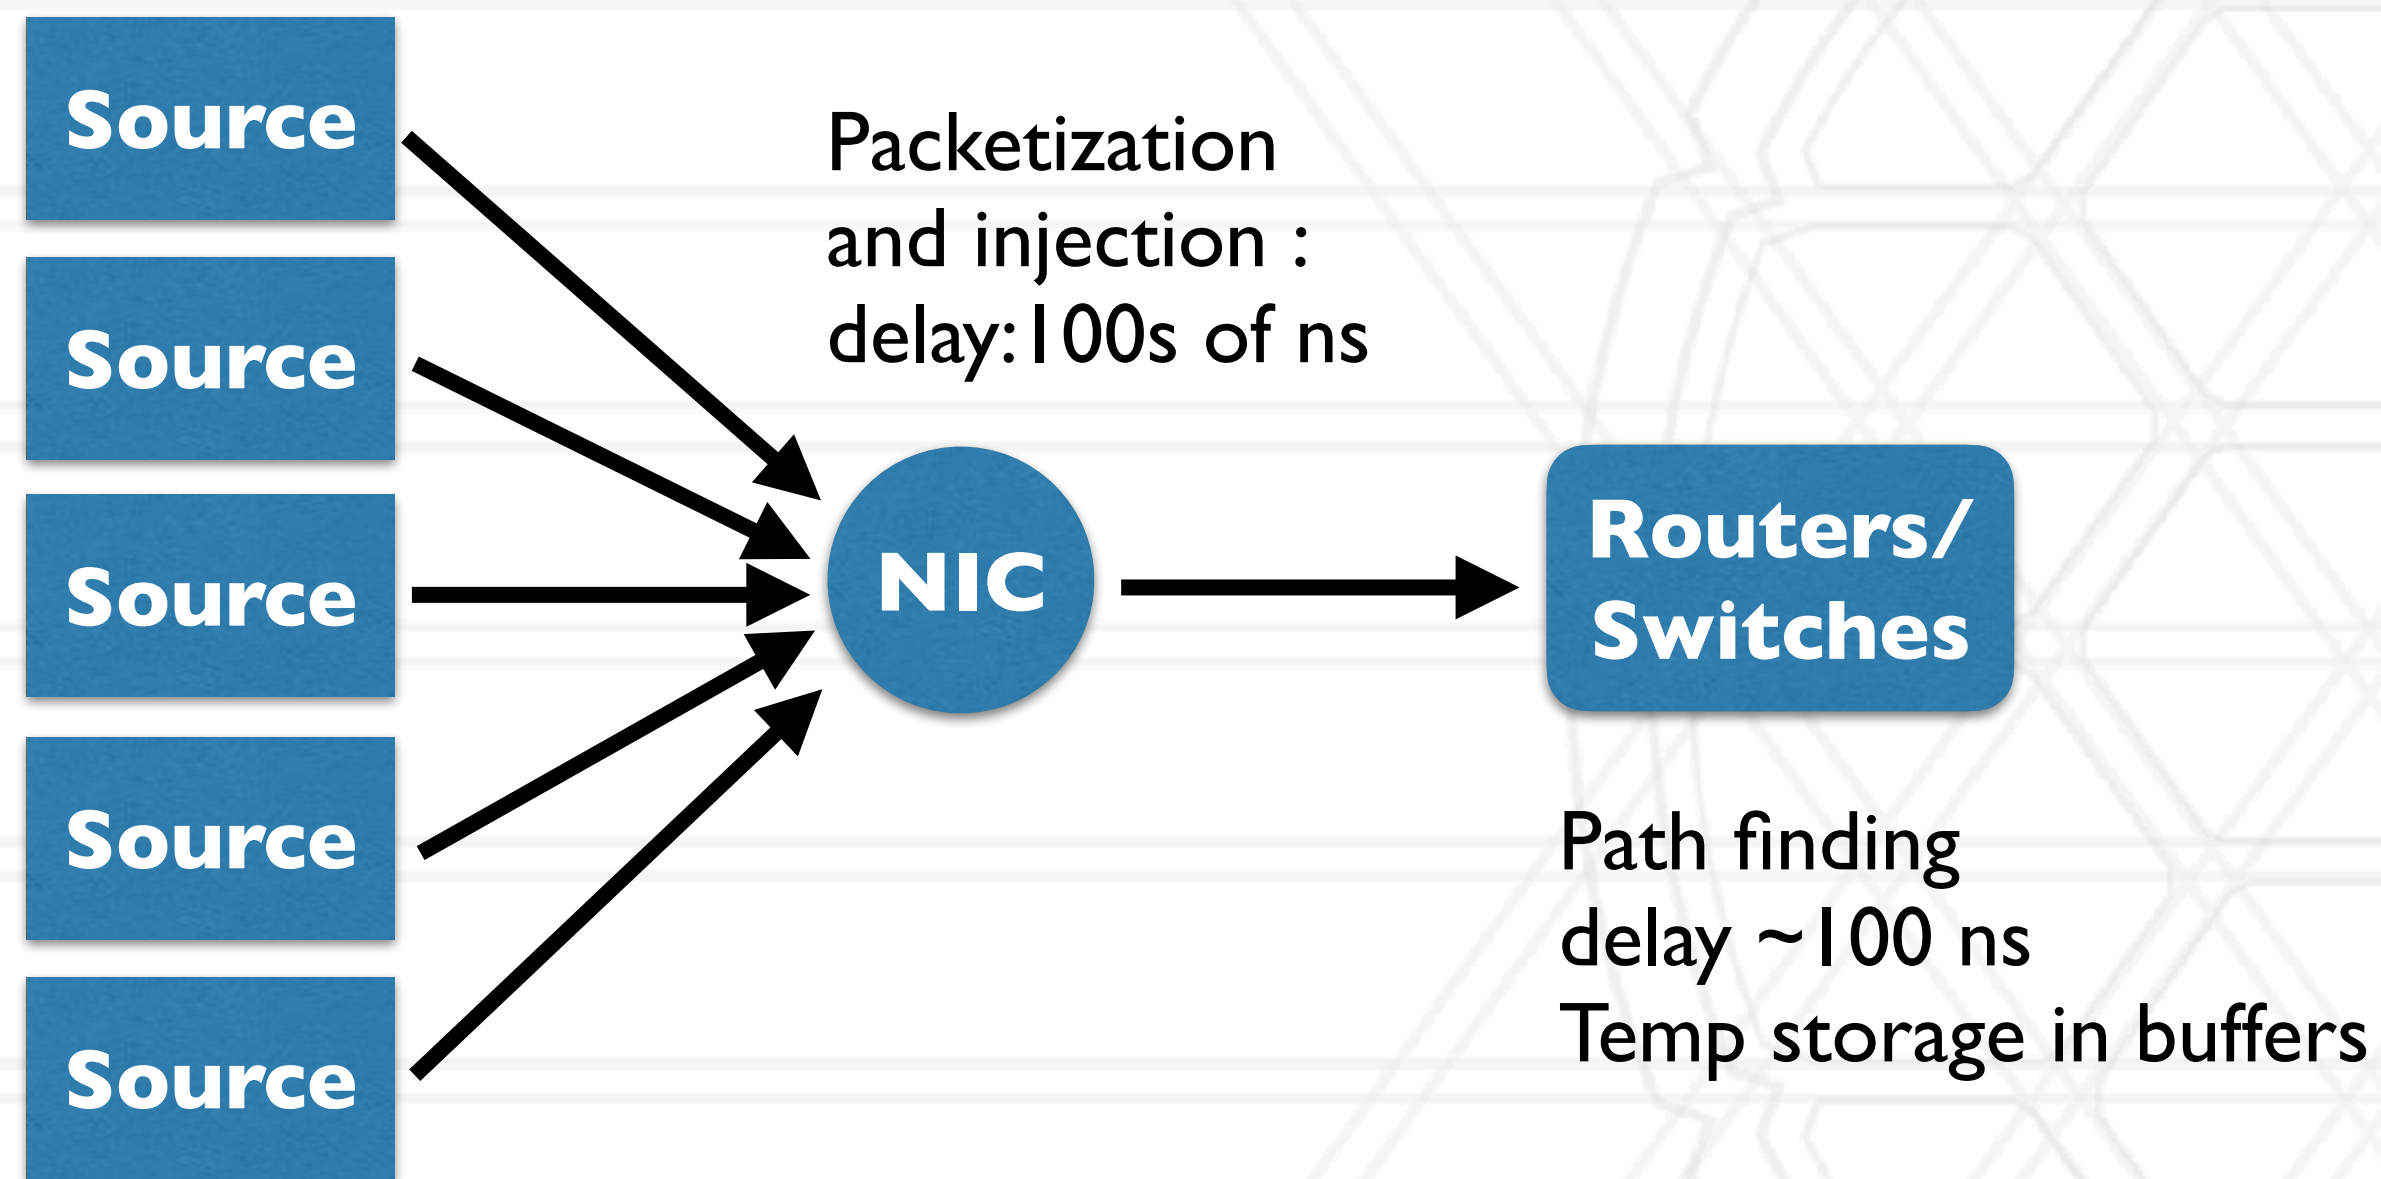 Source
Source
Source
Source
Source
Packetization
and injection :
delay:100s of ns
NIC
Routers/
Switches
Path finding
delay ~100 ns
Temp storage in buffers